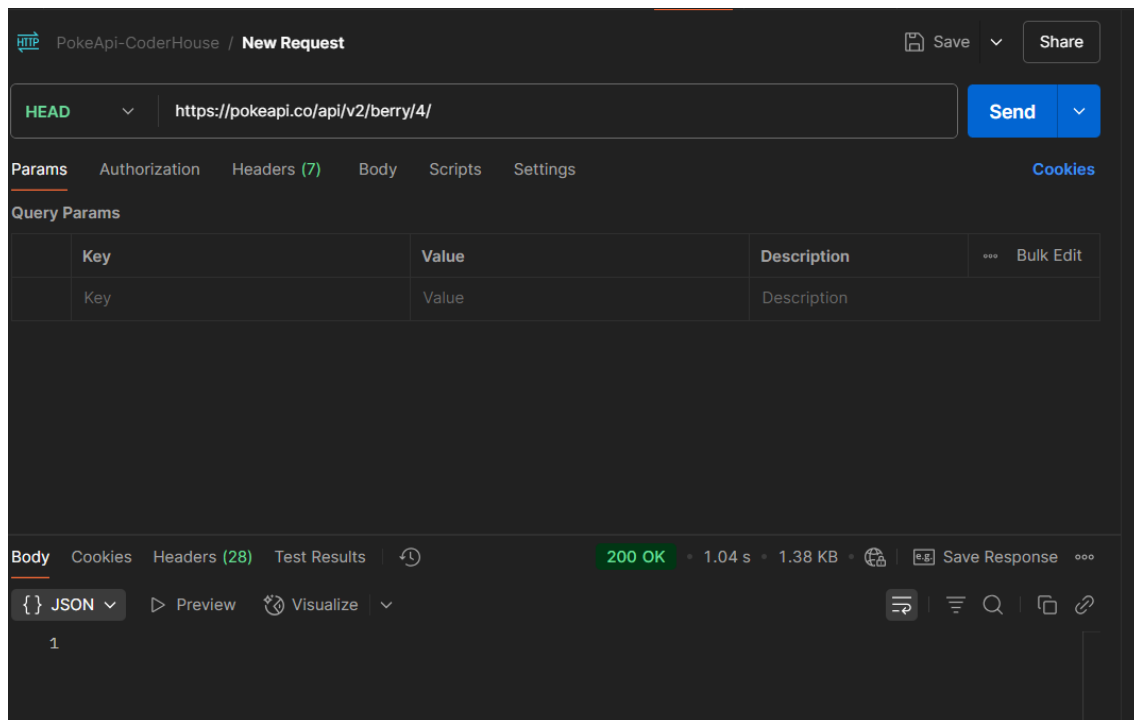 HTTP PokeApi-CoderHouse / New Request Save Share
HEAD https://pokeapi.co/api/v2/berry/4/ Send
Params Authorization Headers (7) Body Scripts Settings Cookies
Query Params
Key Value Description Bulk Edit
Key Value Description
Body Cookies Headers (28) Test Results 200 OK • 1.04 s • 1.38 KB • e.g. Save Response
{} JSON Preview Visualize
1